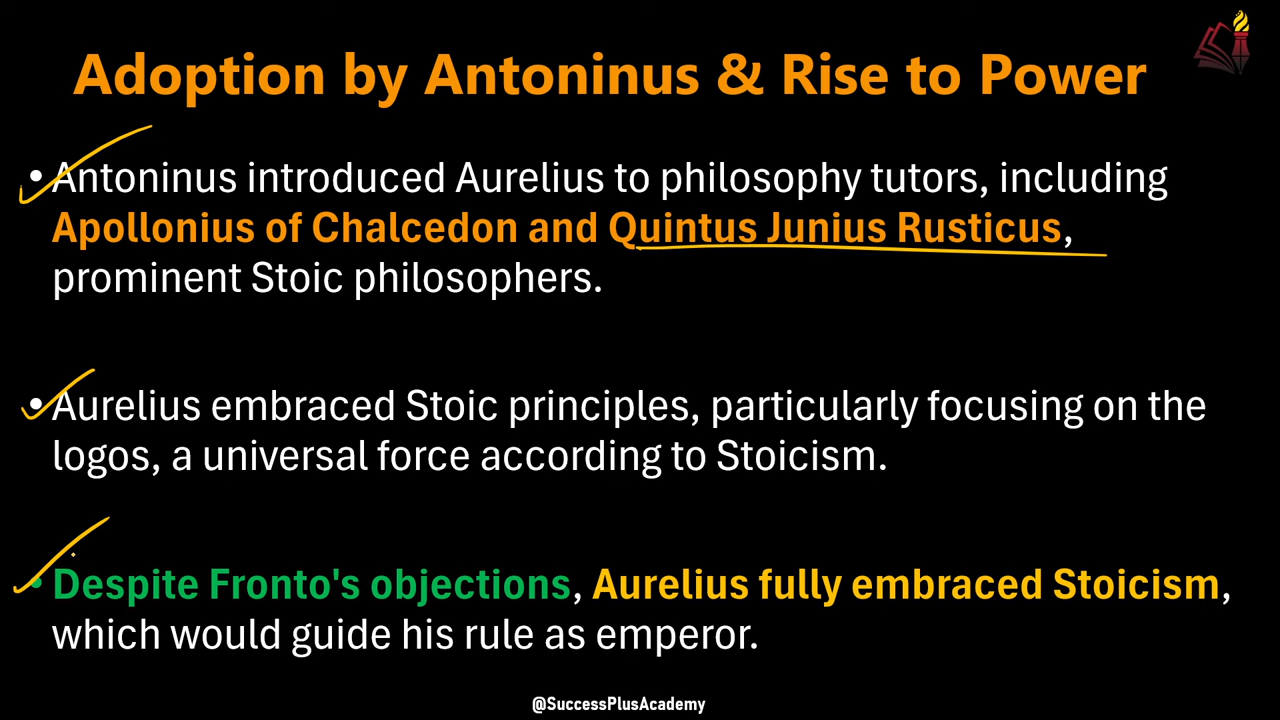 Adoption by Antoninus & Rise to Power
• Antoninus introduced Aurelius to philosophy tutors, including
Apollonius of Chalcedon and Quintus Junius Rusticus,
prominent Stoic philosophers.
• Aurelius embraced Stoic principles, particularly focusing on the
logos, a universal force according to Stoicism.
• Despite Fronto's objections, Aurelius fully embraced Stoicism,
which would guide his rule as emperor.
@SuccessPlusAcademy